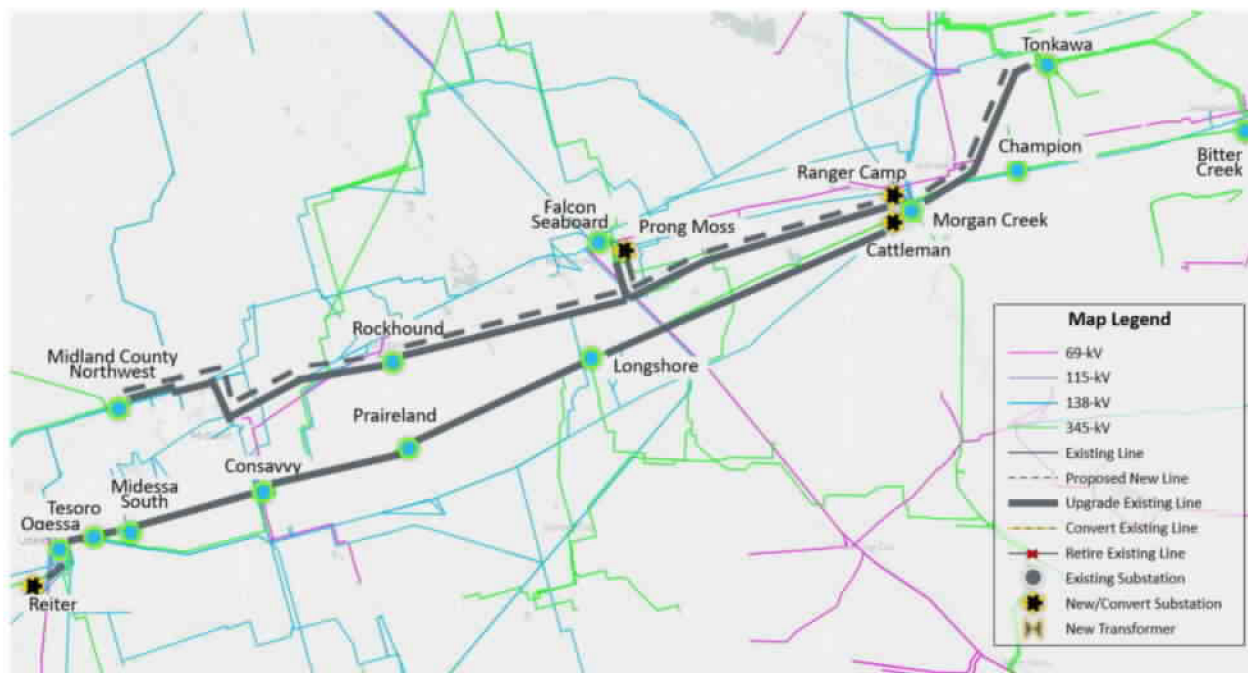 Tonkawa
Champion
Bitter
Creek
Ranger Camp
Falcon
Seaboard
Prong Moss
Morgan Creek
Cattleman
Rockhound
Midland County
Northwest
Longshore
Praireland
Consavvy
Midessa
South
Tesoro
Odessa
Reiter
Map Legend
69-kV
115-kV
138-kV
345-kV
Existing Line
Proposed New Line
Upgrade Existing Line
Convert Existing Line
Retire Existing Line
Existing Substation
New/Convert Substation
New Transformer